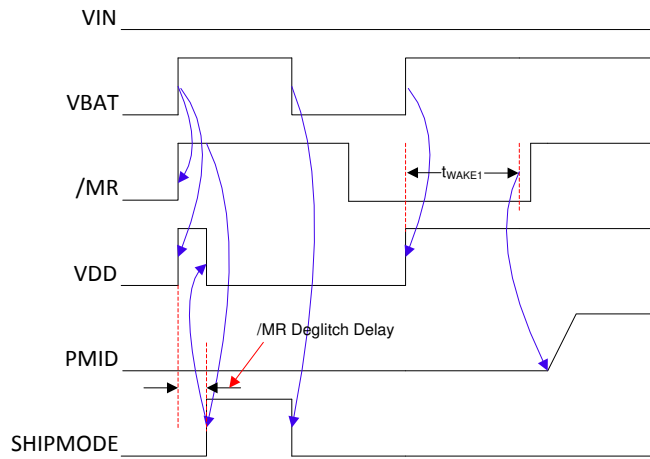 VIN
VBAT
/MR
tWAKE1
VDD
/MR Deglitch Delay
PMID
SHIPMODE